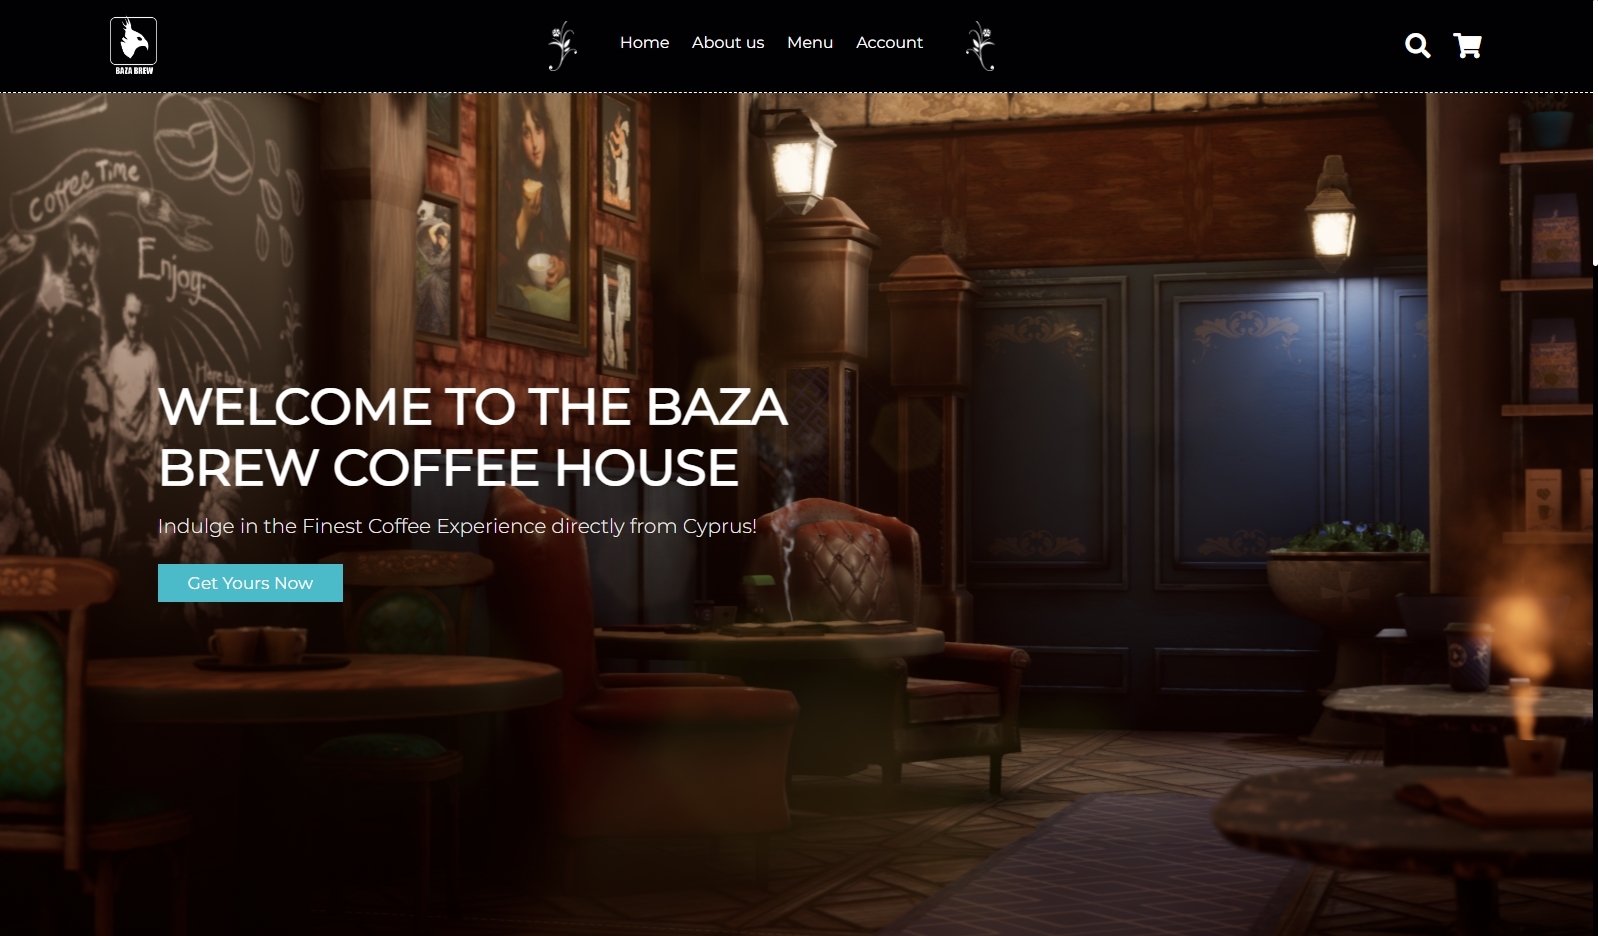 BAZA BREW
Home About us Menu Account
Coffee Time
Enjoy
WELCOME TO THE BAZA
BREW COFFEE HOUSE
Indulge in the Finest Coffee Experience directly from Cyprus!
Get Yours Now